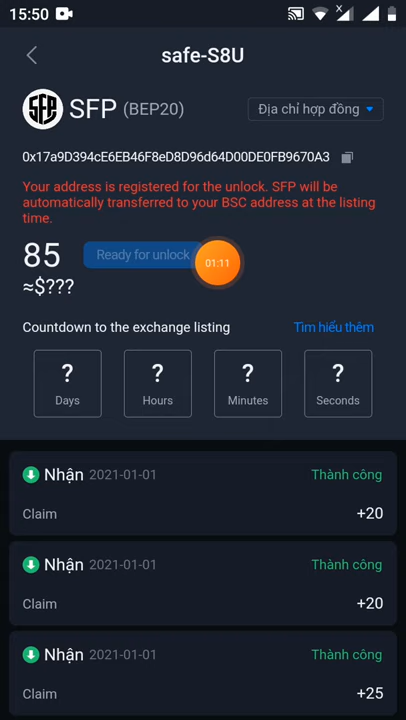 15:50
safe-S8U
SFP
SFP (BEP20)
Địa chỉ hợp đồng
0x17a9D394cE6EB46F8eD8D96d64D00DE0FB9670A3
Your address is registered for the unlock. SFP will be
automatically transferred to your BSC address at the listing
time.
85
Ready for unlock
01:11
≈$???
Countdown to the exchange listing
Tìm hiểu thêm
? ? ? ?
Days Hours Minutes Seconds
Nhận 2021-01-01 Thành công
Claim +20
Nhận 2021-01-01 Thành công
Claim +20
Nhận 2021-01-01 Thành công
Claim +25